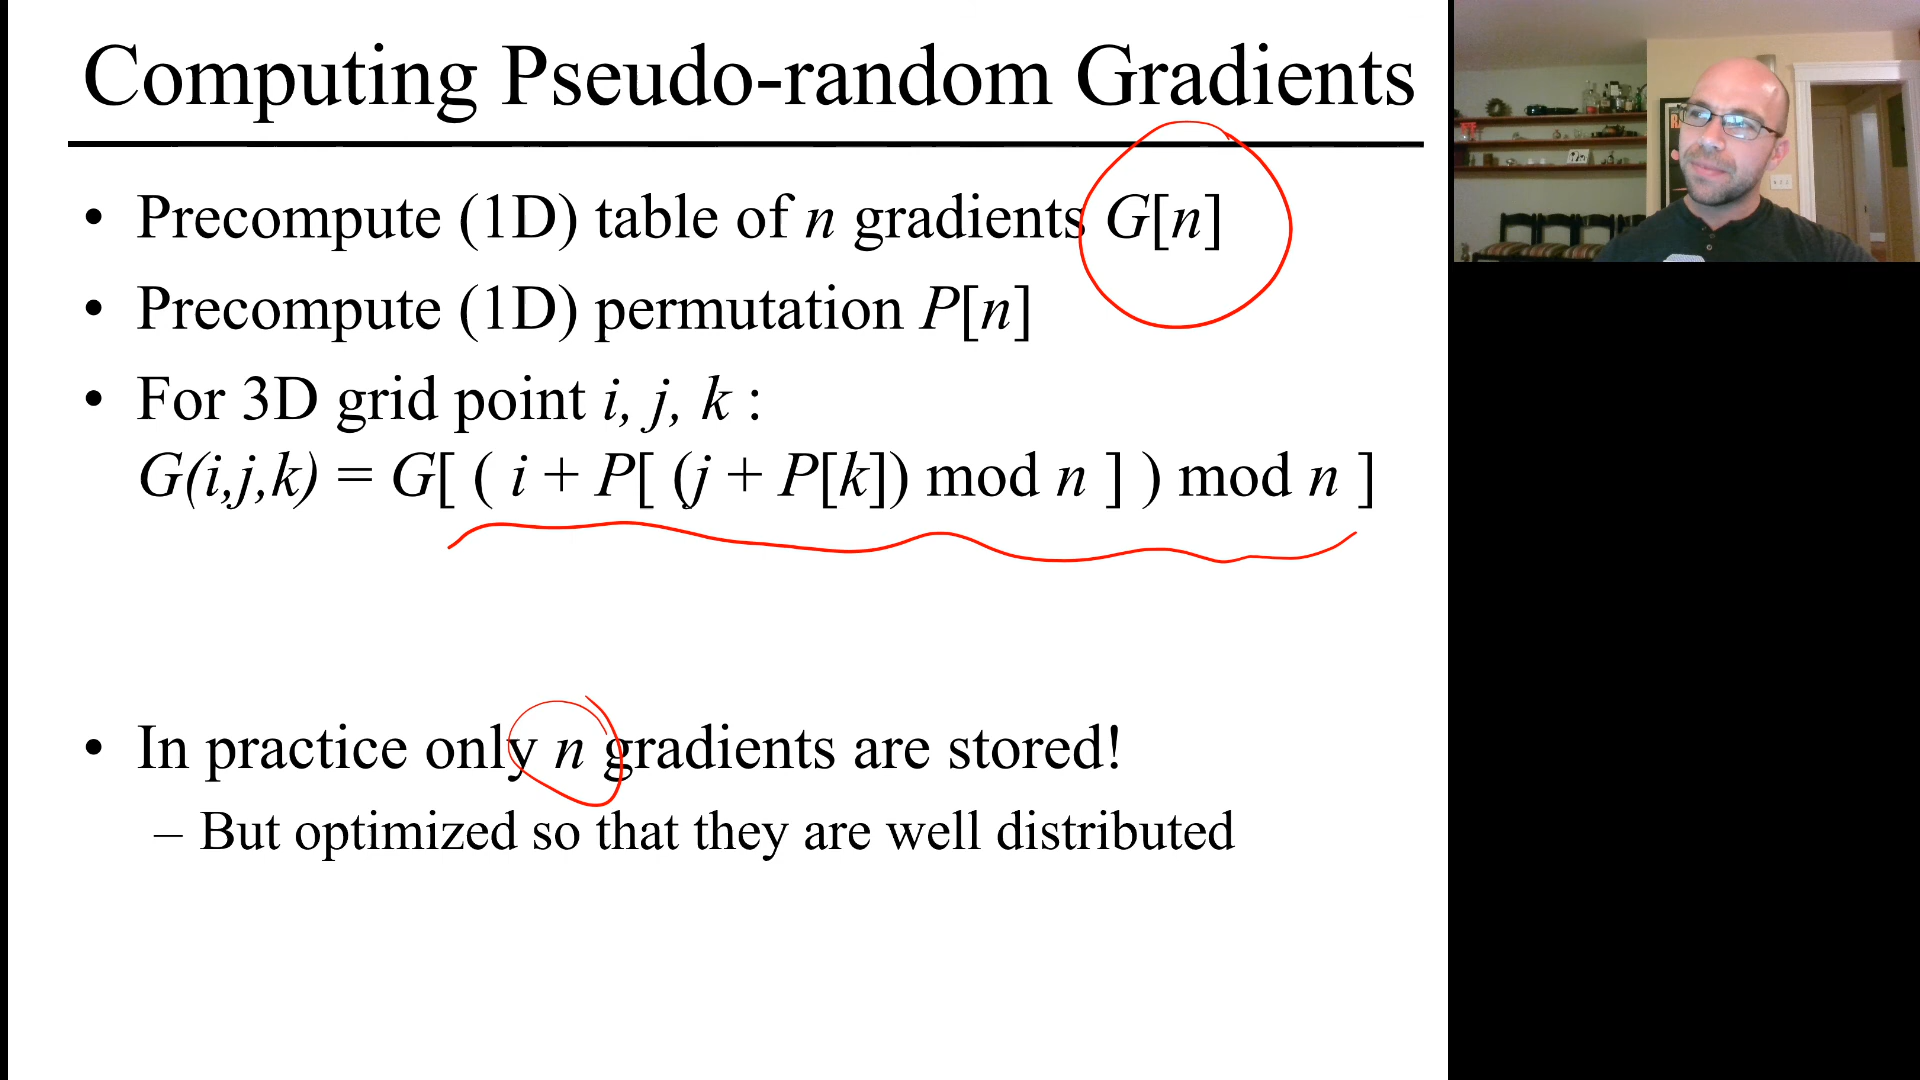 Computing Pseudo-random Gradients
• Precompute (1D) table of n gradients G[n]
• Precompute (1D) permutation P[n]
• For 3D grid point i, j, k :
G(i,j,k) = G[ ( i + P[ (j + P[k]) mod n ] ) mod n ]
• In practice only n gradients are stored!
– But optimized so that they are well distributed